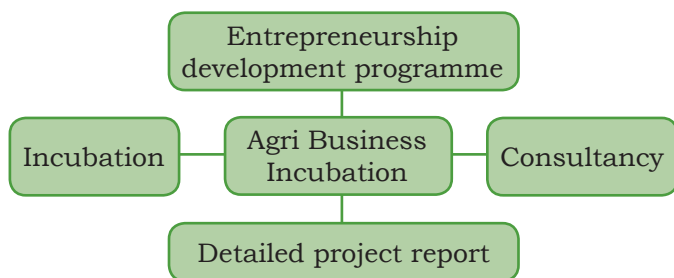 Entrepreneurship
development programme
Incubation
Agri Business
Incubation
Consultancy
Detailed project report